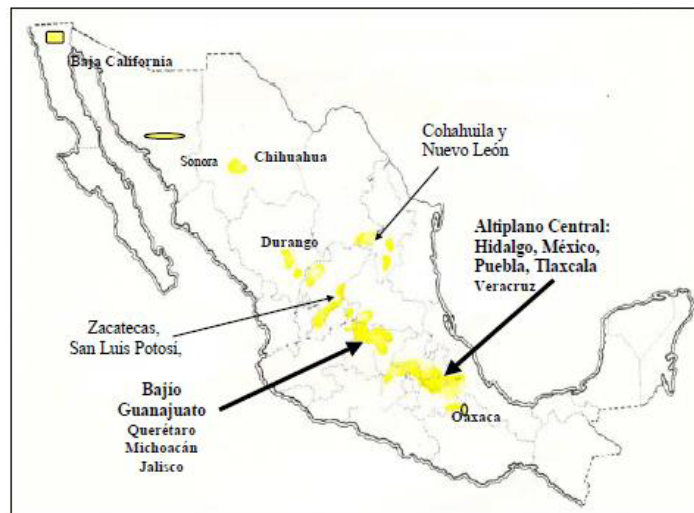 Baja California
Sonora
Chihuahua
Cohahuila y
Nuevo León
Durango
Altiplano Central:
Hidalgo, México,
Puebla, Tlaxcala
Veracruz
Zacatecas,
San Luis Potosi,
Bajío
Guanajuato
Querétaro
Michoacán
Jalisco
Oaxaca